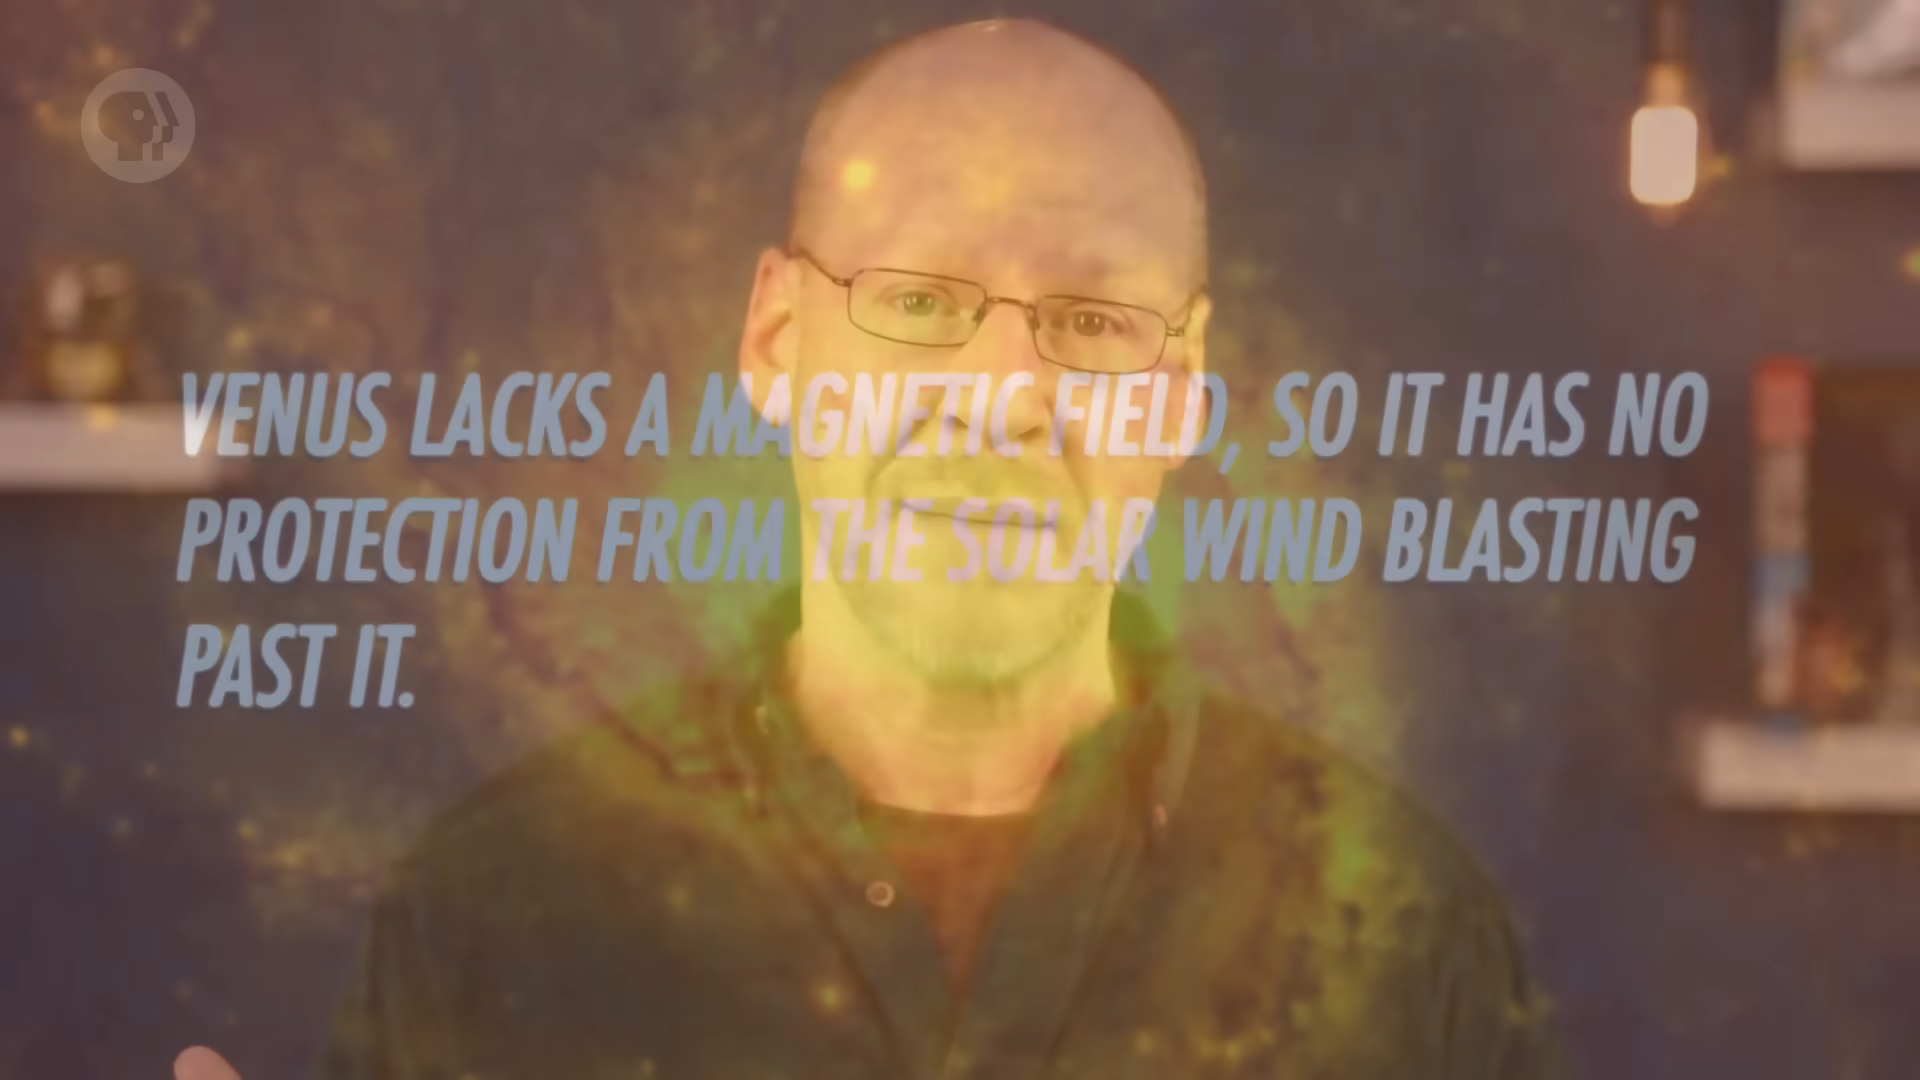 VENUS LACKS A MAGNETIC FIELD, SO IT HAS NO
PROTECTION FROM THE SOLAR WIND BLASTING
PAST IT.